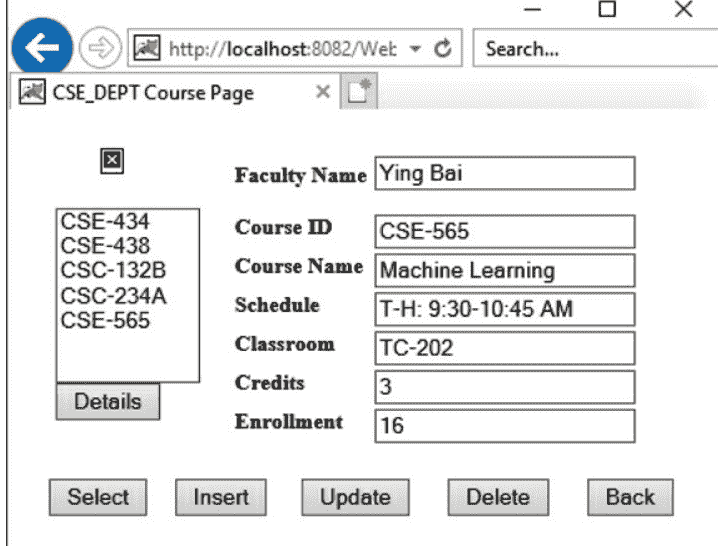 http://localhost:8082/Web
Search...
CSE_DEPT Course Page
Faculty Name Ying Bai
CSE-434
CSE-438
CSC-132B
CSC-234A
CSE-565
Details
Course ID CSE-565
Course Name Machine Learning
Schedule T-H: 9:30-10:45 AM
Classroom TC-202
Credits 3
Enrollment 16
Select Insert Update Delete Back